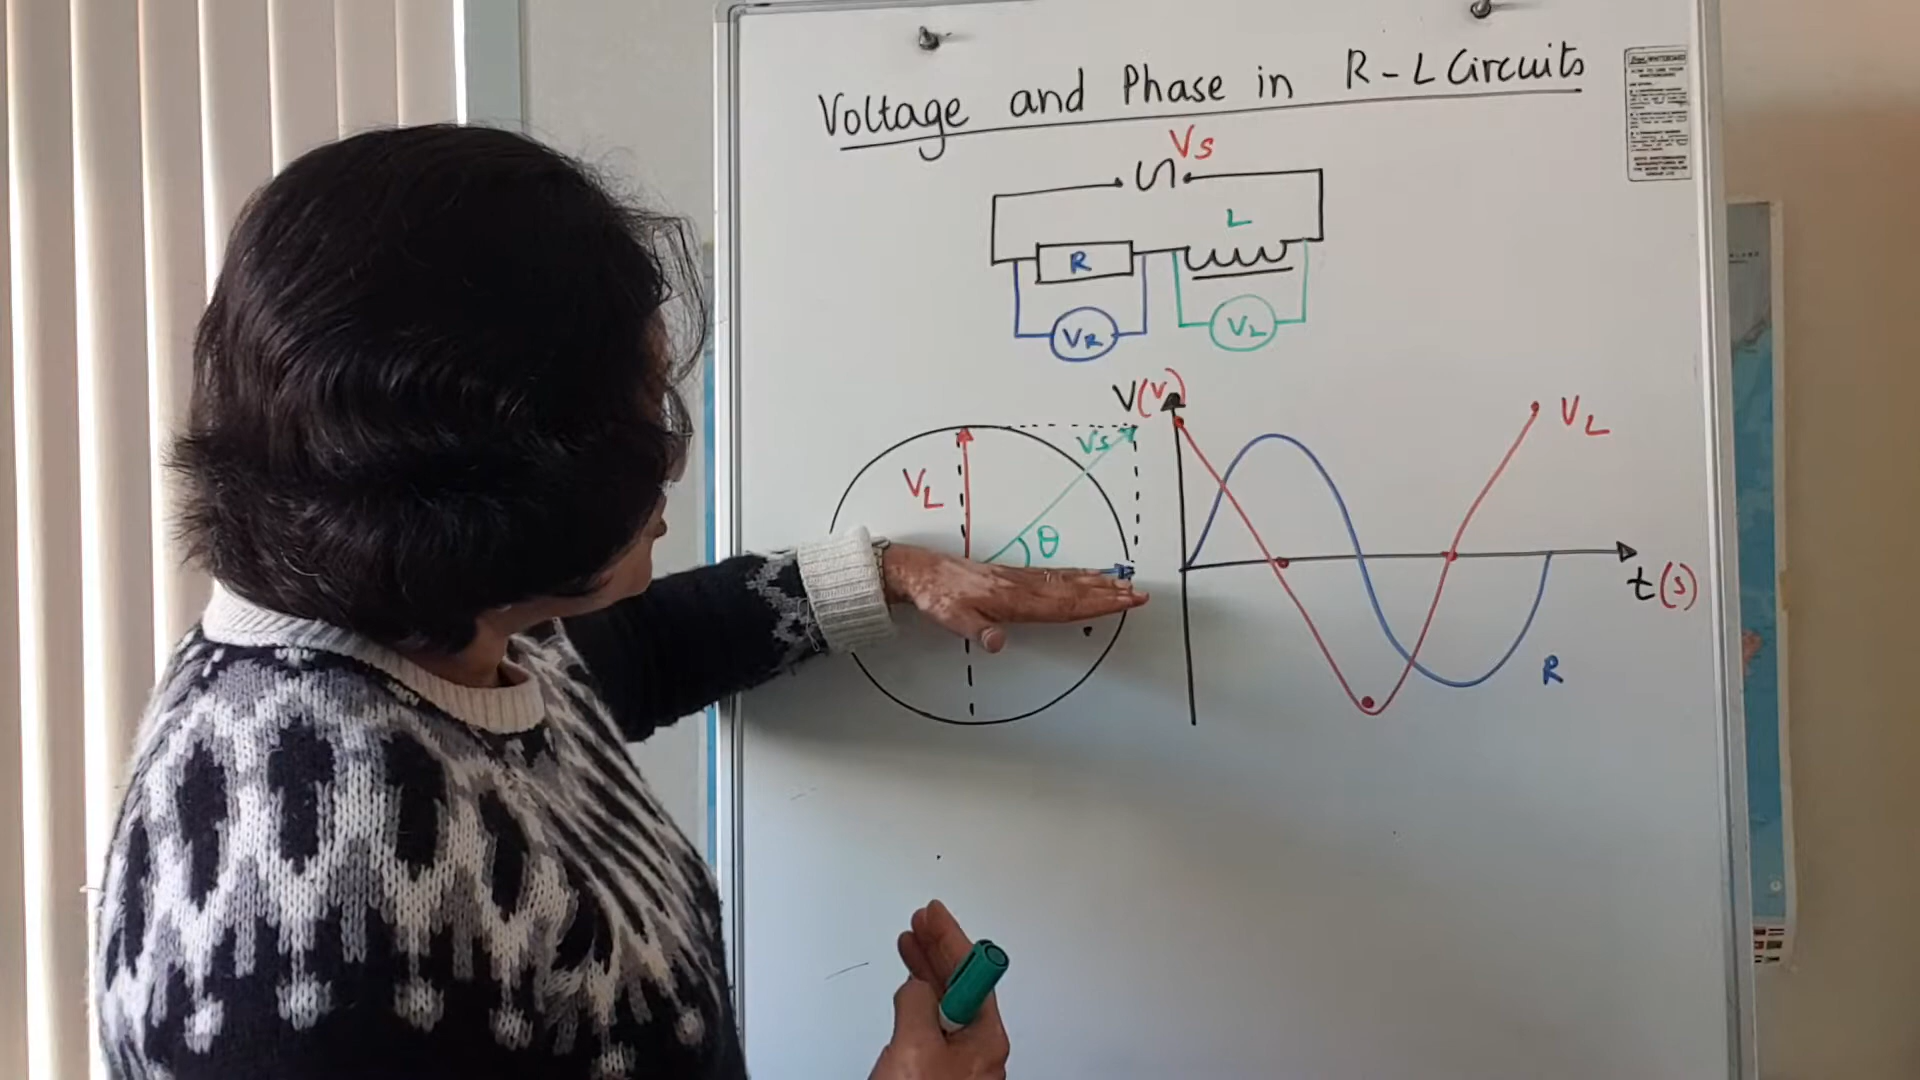 Voltage and Phase in R-L Circuits
Vs
L
R
VR
VL
V(v)
Vs
VL
VL
θ
t(s)
R